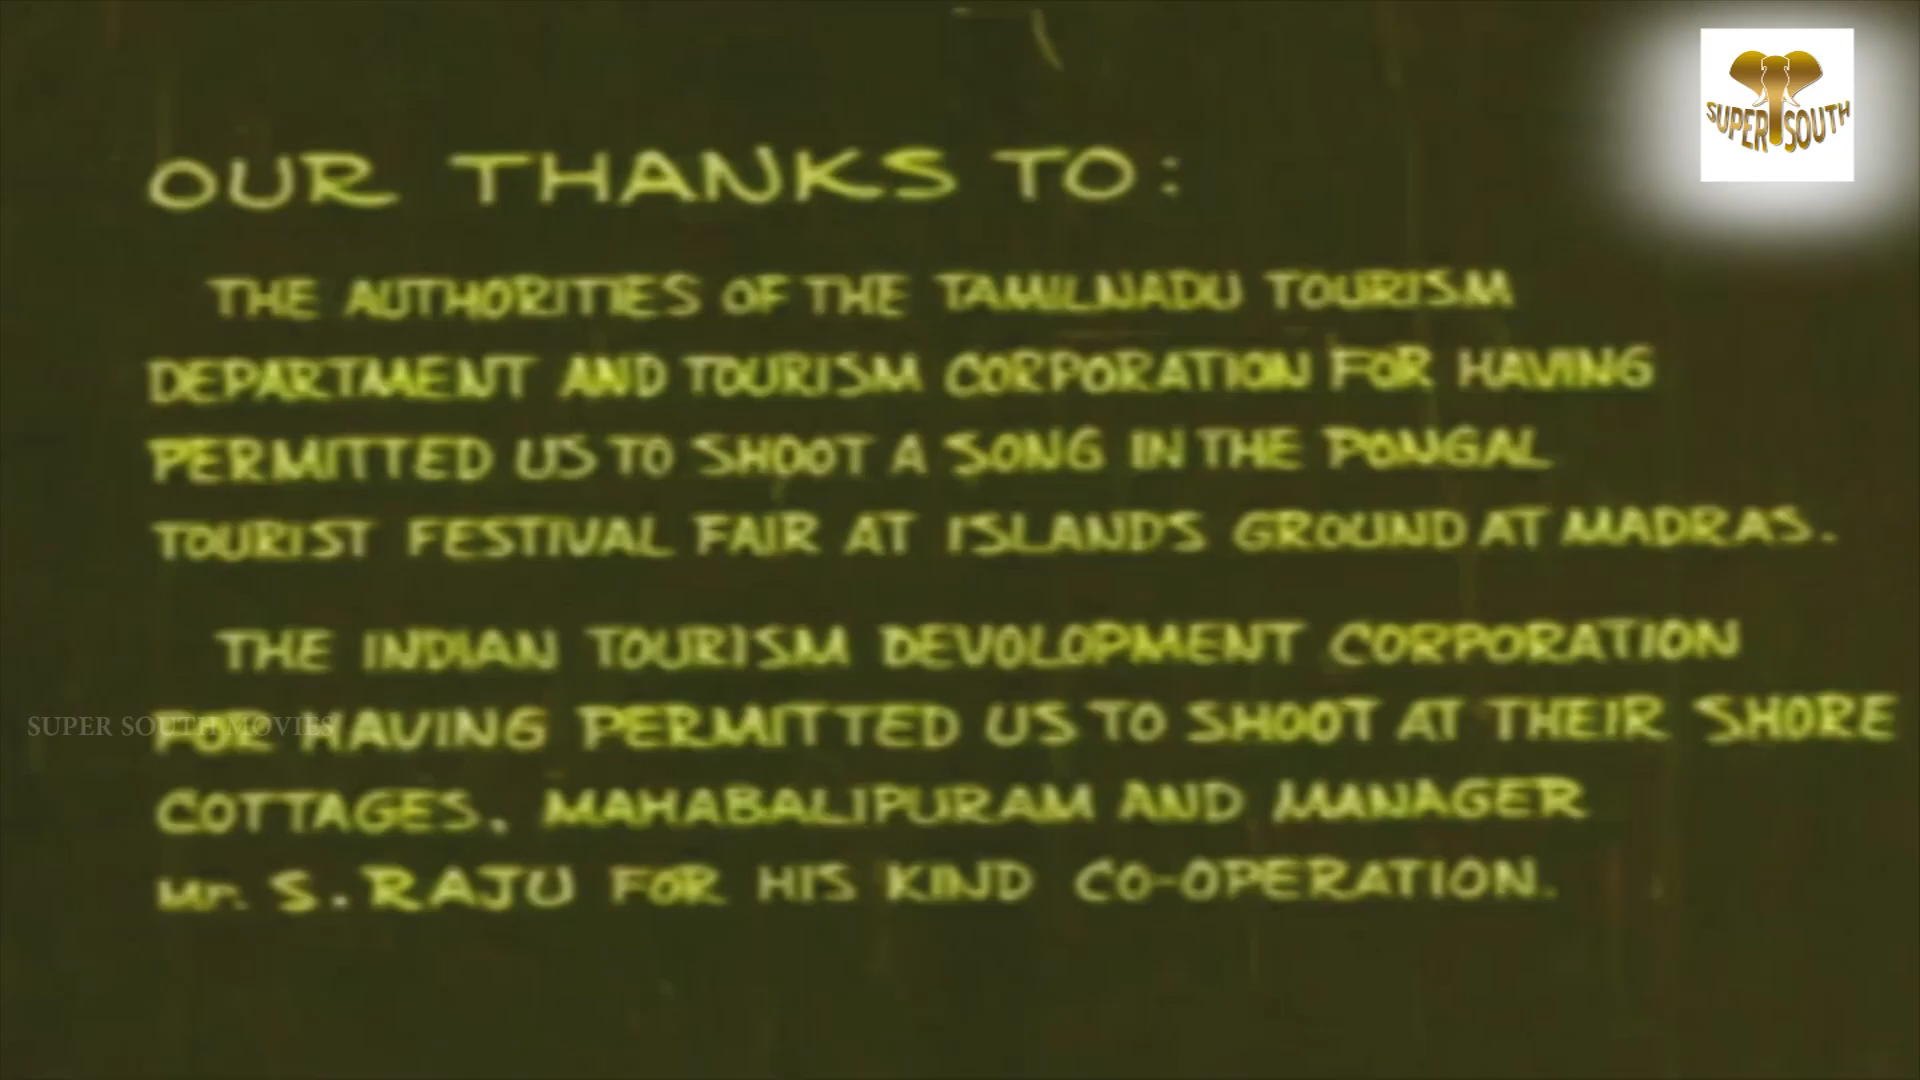 SUPER SOUTH
OUR THANKS TO:
THE AUTHORITIES OF THE TAMILNADU TOURISM
DEPARTMENT AND TOURISM CORPORATION FOR HAVING
PERMITTED US TO SHOOT A SONG IN THE PONGAL
TOURIST FESTIVAL FAIR AT ISLANDS GROUND AT MADRAS.
THE INDIAN TOURISM DEVOLOPMENT CORPORATION
FOR HAVING PERMITTED US TO SHOOT AT THEIR SHORE
SUPER SOUTH MOVIES
COTTAGES, MAHABALIPURAM AND MANAGER
Mr. S. RAJU FOR HIS KIND CO-OPERATION.